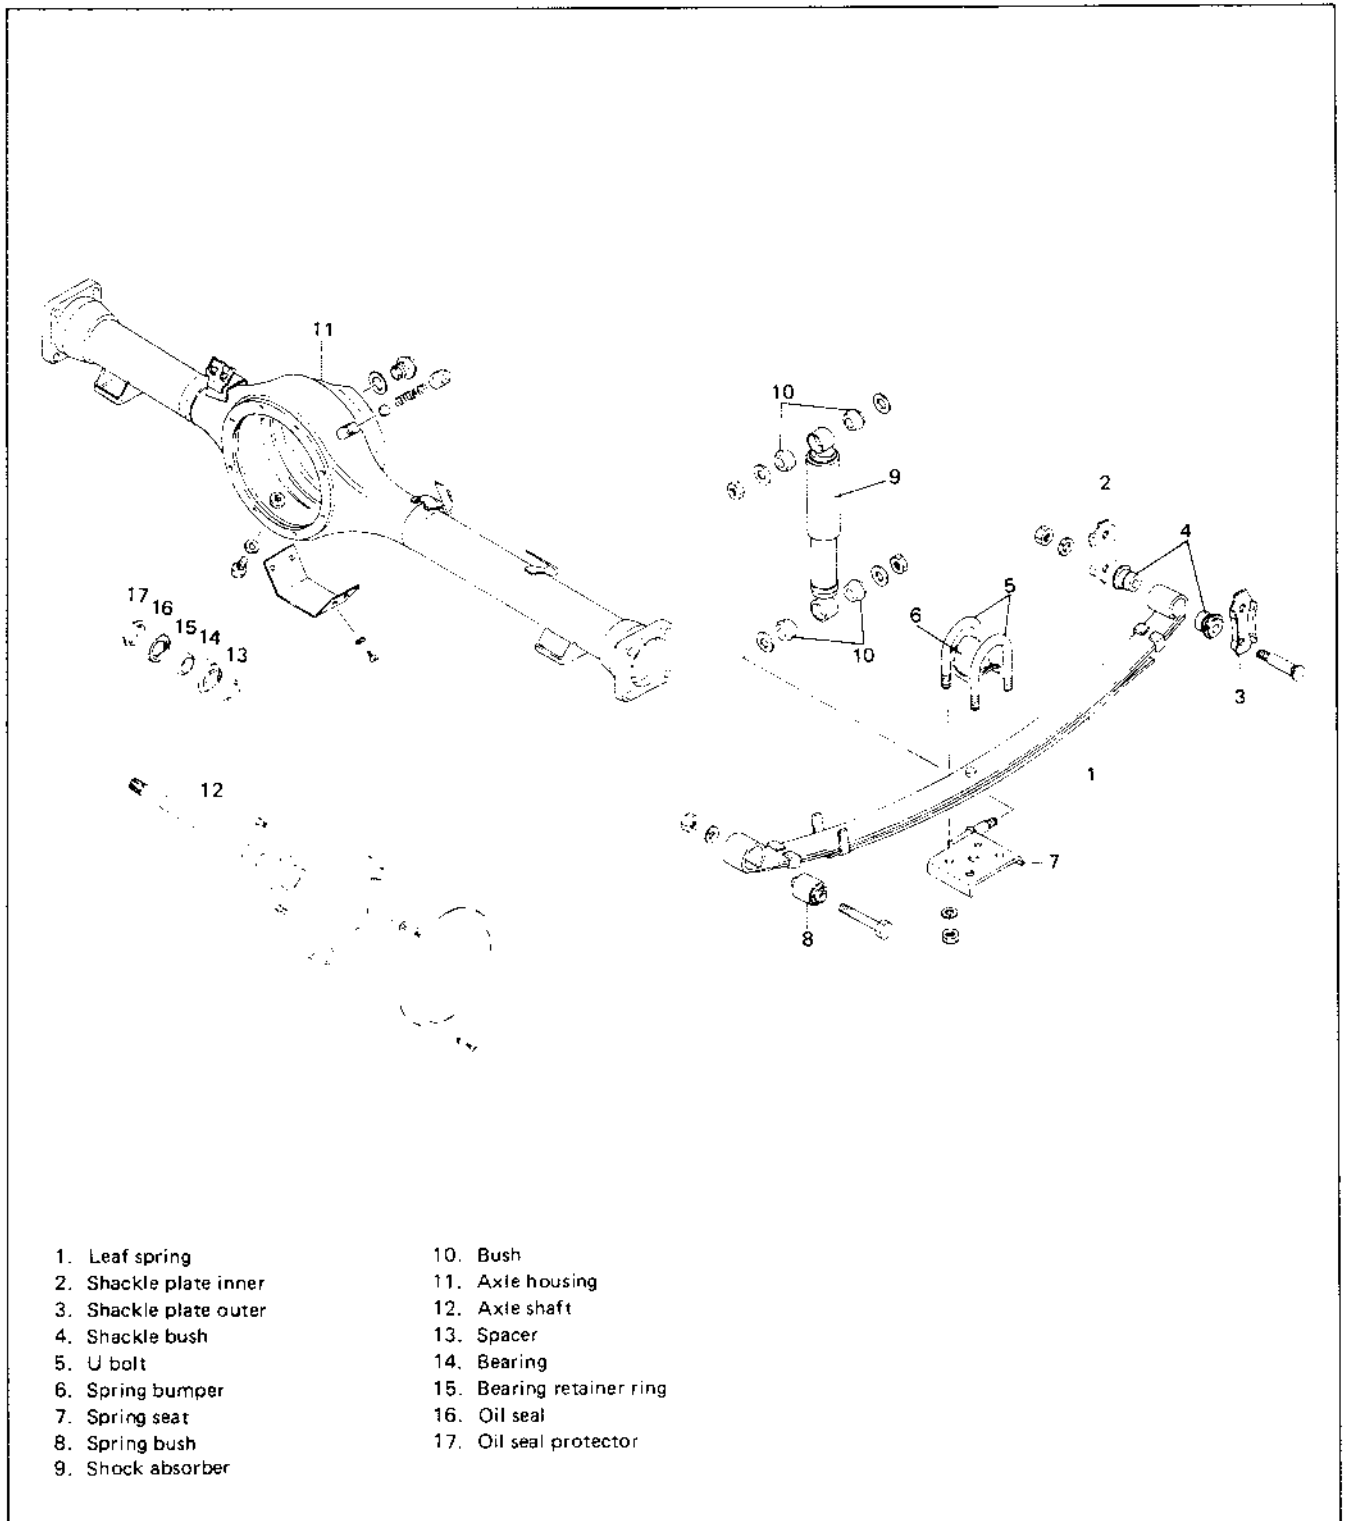 11
10
9
2
4
5
6
10
3
17
16
15
14
13
1
12
7
8
1. Leaf spring
2. Shackle plate inner
3. Shackle plate outer
4. Shackle bush
5. U bolt
6. Spring bumper
7. Spring seat
8. Spring bush
9. Shock absorber
10. Bush
11. Axle housing
12. Axle shaft
13. Spacer
14. Bearing
15. Bearing retainer ring
16. Oil seal
17. Oil seal protector